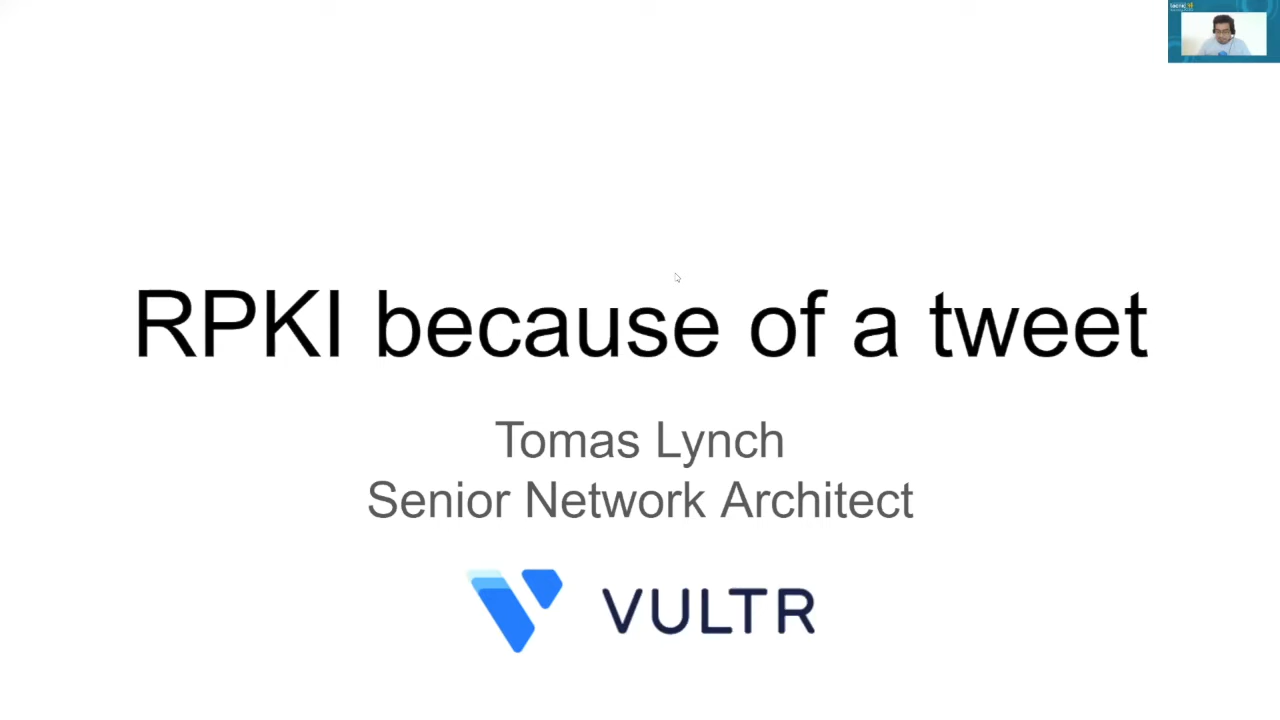 RPKI because of a tweet
Tomas Lynch
Senior Network Architect
VULTR